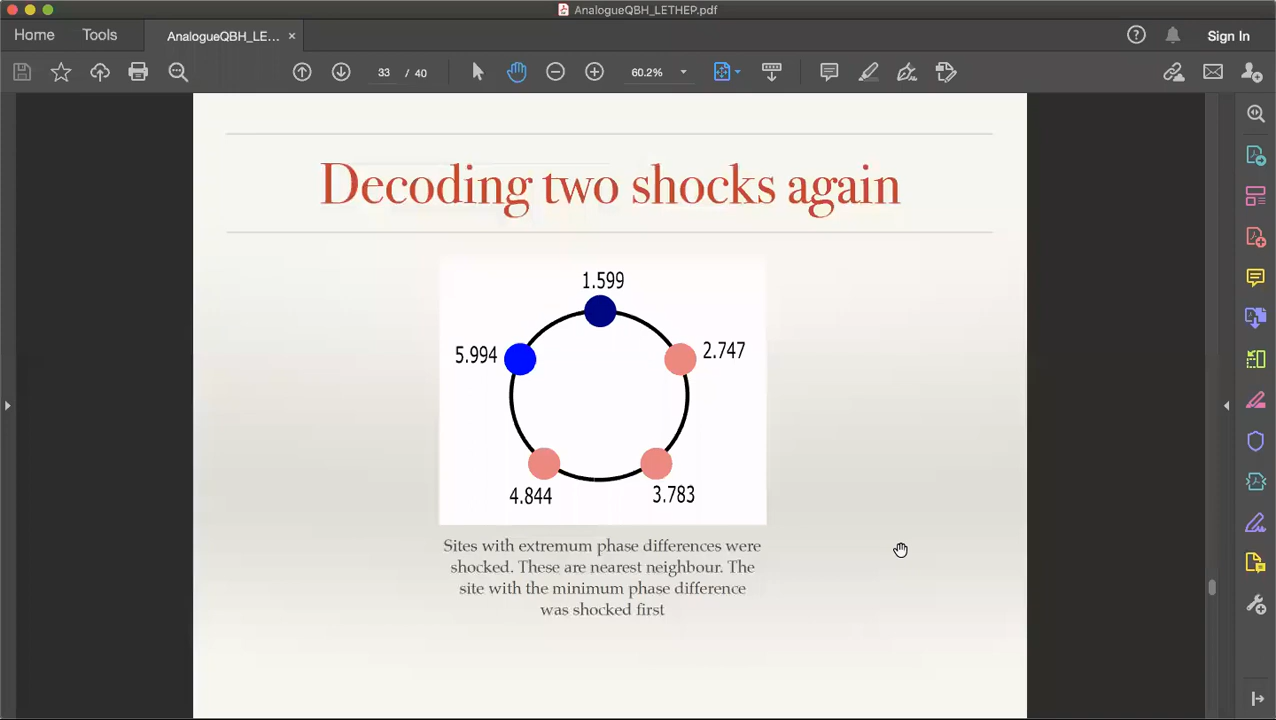 AnalogueQBH_LETHEP.pdf
Home Tools AnalogueQBH_LE... × Sign In
33 / 40 60.2%
Decoding two shocks again
1.599
5.994 2.747
4.844 3.783
Sites with extremum phase differences were
shocked. These are nearest neighbour. The
site with the minimum phase difference
was shocked first